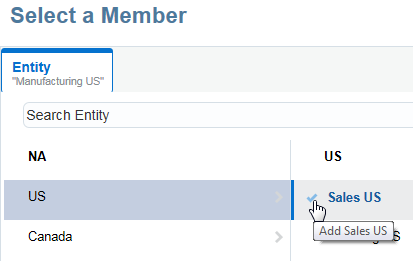 Select a Member
Entity
"Manufacturing US"
Search Entity
NA US
US Sales US
Add Sales US
Canada